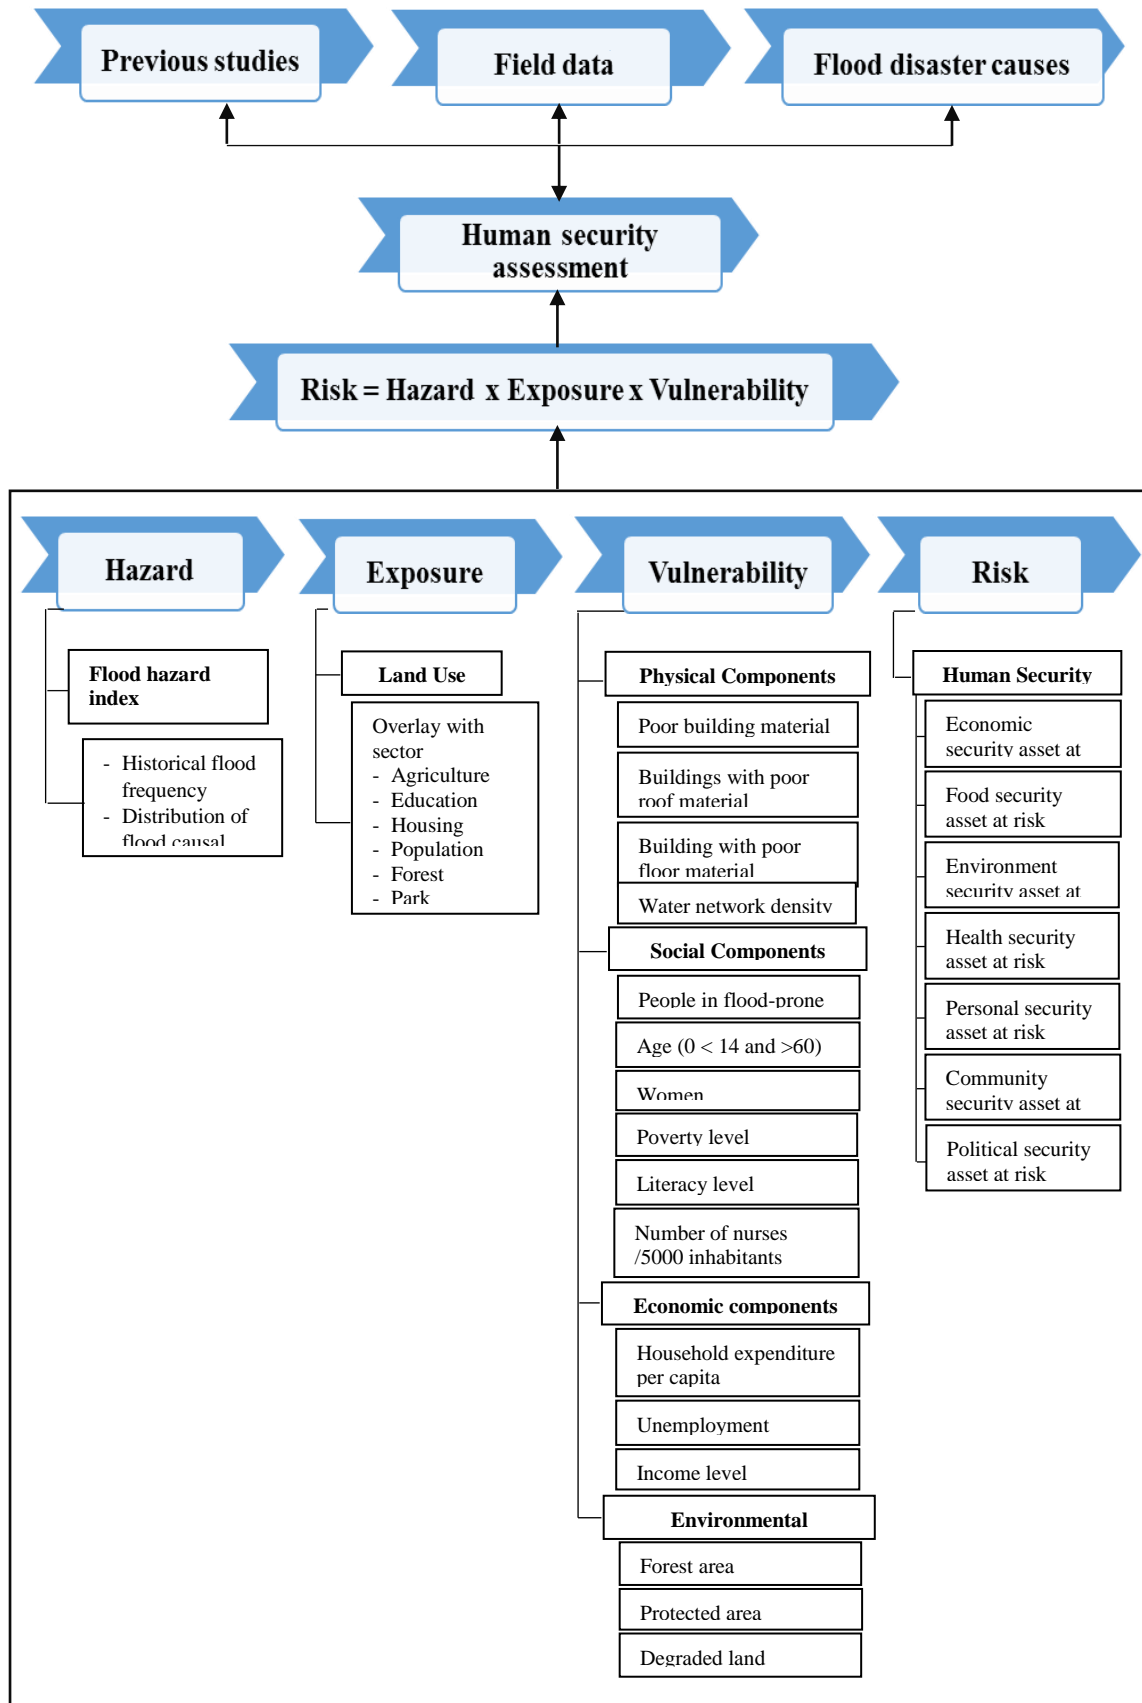 Previous studies
Field data
Flood disaster causes
Human security
assessment
Risk = Hazard x Exposure x Vulnerability
Hazard
Flood hazard
index
- Historical flood
frequency
- Distribution of
flood causal
Exposure
Land Use
Overlay with
sector
- Agriculture
- Education
- Housing
- Population
- Forest
- Park
Vulnerability
Physical Components
Poor building material
Buildings with poor
roof material
Building with poor
floor material
Water network density
Social Components
People in flood-prone
Age (0 < 14 and >60)
Women
Poverty level
Literacy level
Number of nurses
/5000 inhabitants
Economic components
Household expenditure
per capita
Unemployment
Income level
Environmental
Forest area
Protected area
Degraded land
Risk
Human Security
Economic
security asset at
Food security
asset at risk
Environment
security asset at
Health security
asset at risk
Personal security
asset at risk
Community
security asset at
Political security
asset at risk